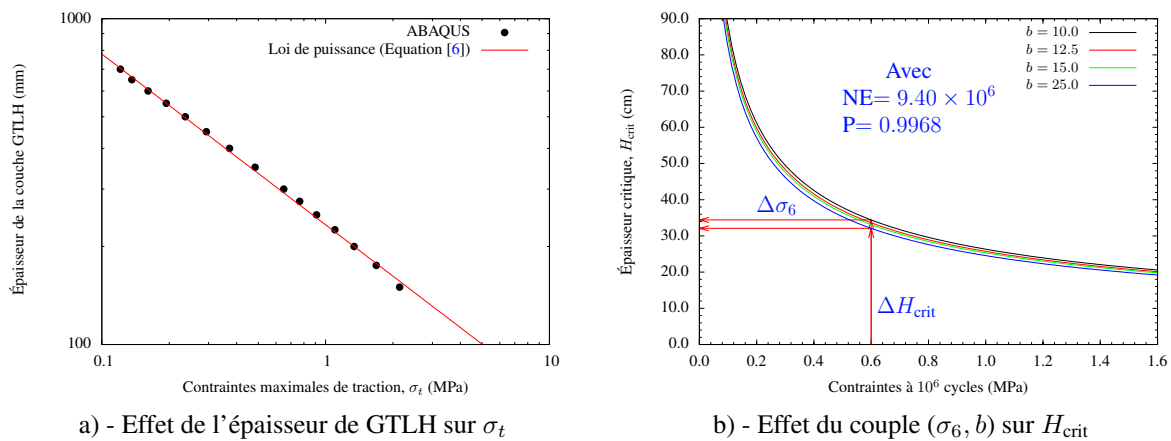 1000
100
0.1
1
10
Épaisseur de la couche GTLH (mm)
Contraintes maximales de traction, σt (MPa)
ABAQUS
Loi de puissance (Equation [6])
a) - Effet de l'épaisseur de GTLH sur σt
90.0
80.0
70.0
60.0
50.0
40.0
30.0
20.0
10.0
0.0
0.0
0.2
0.4
0.6
0.8
1.0
1.2
1.4
1.6
Épaisseur critique, Hcrit (cm)
Contraintes à 10⁶ cycles (MPa)
b = 10.0
b = 12.5
b = 15.0
b = 25.0
Avec
NE= 9.40 × 10⁶
P= 0.9968
Δσ6
ΔHcrit
b) - Effet du couple (σ6, b) sur Hcrit